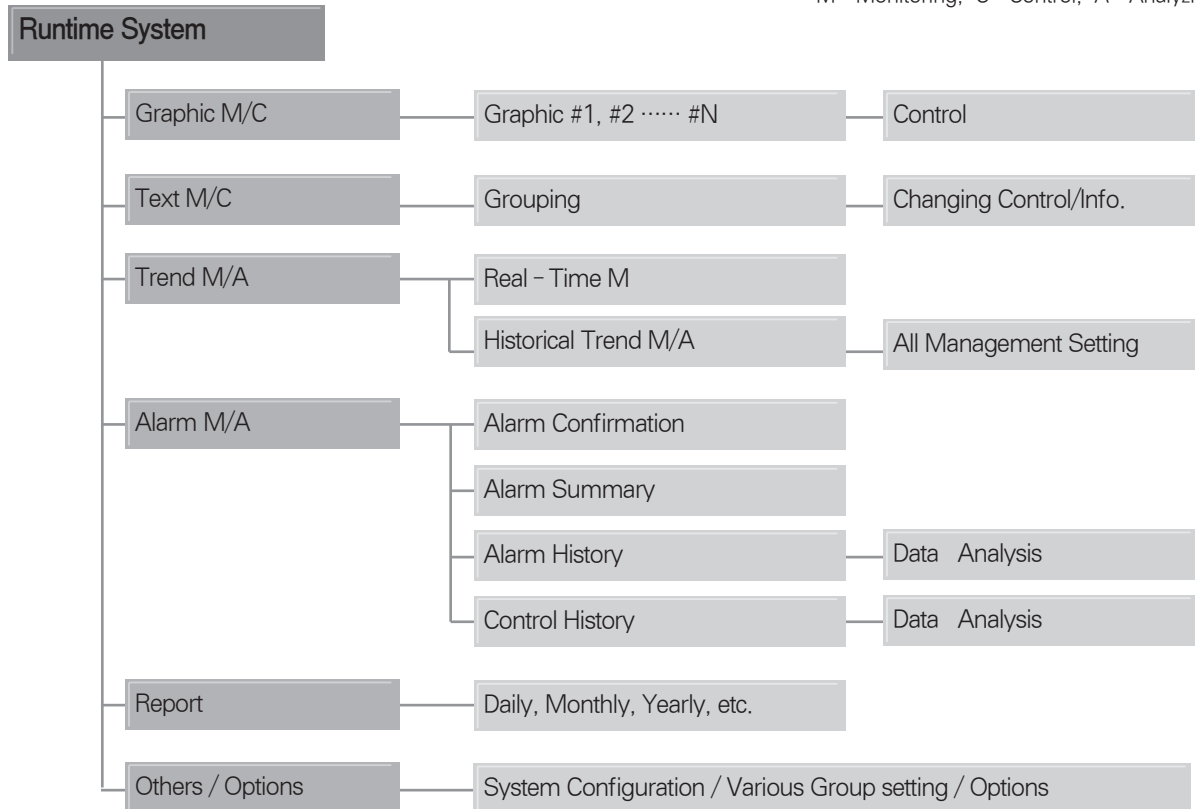 M Monitoring, C Control, A
Runtime System
Graphic M/C
Graphic #1, #2 ······ #N
Control
Text M/C
Grouping
Changing Control/Info.
Trend M/A
Real-Time M
Historical Trend M/A
All Management Setting
Alarm M/A
Alarm Confirmation
Alarm Summary
Alarm History
Data Analysis
Control History
Data Analysis
Report
Daily, Monthly, Yearly, etc.
Others / Options
System Configuration / Various Group setting / Options